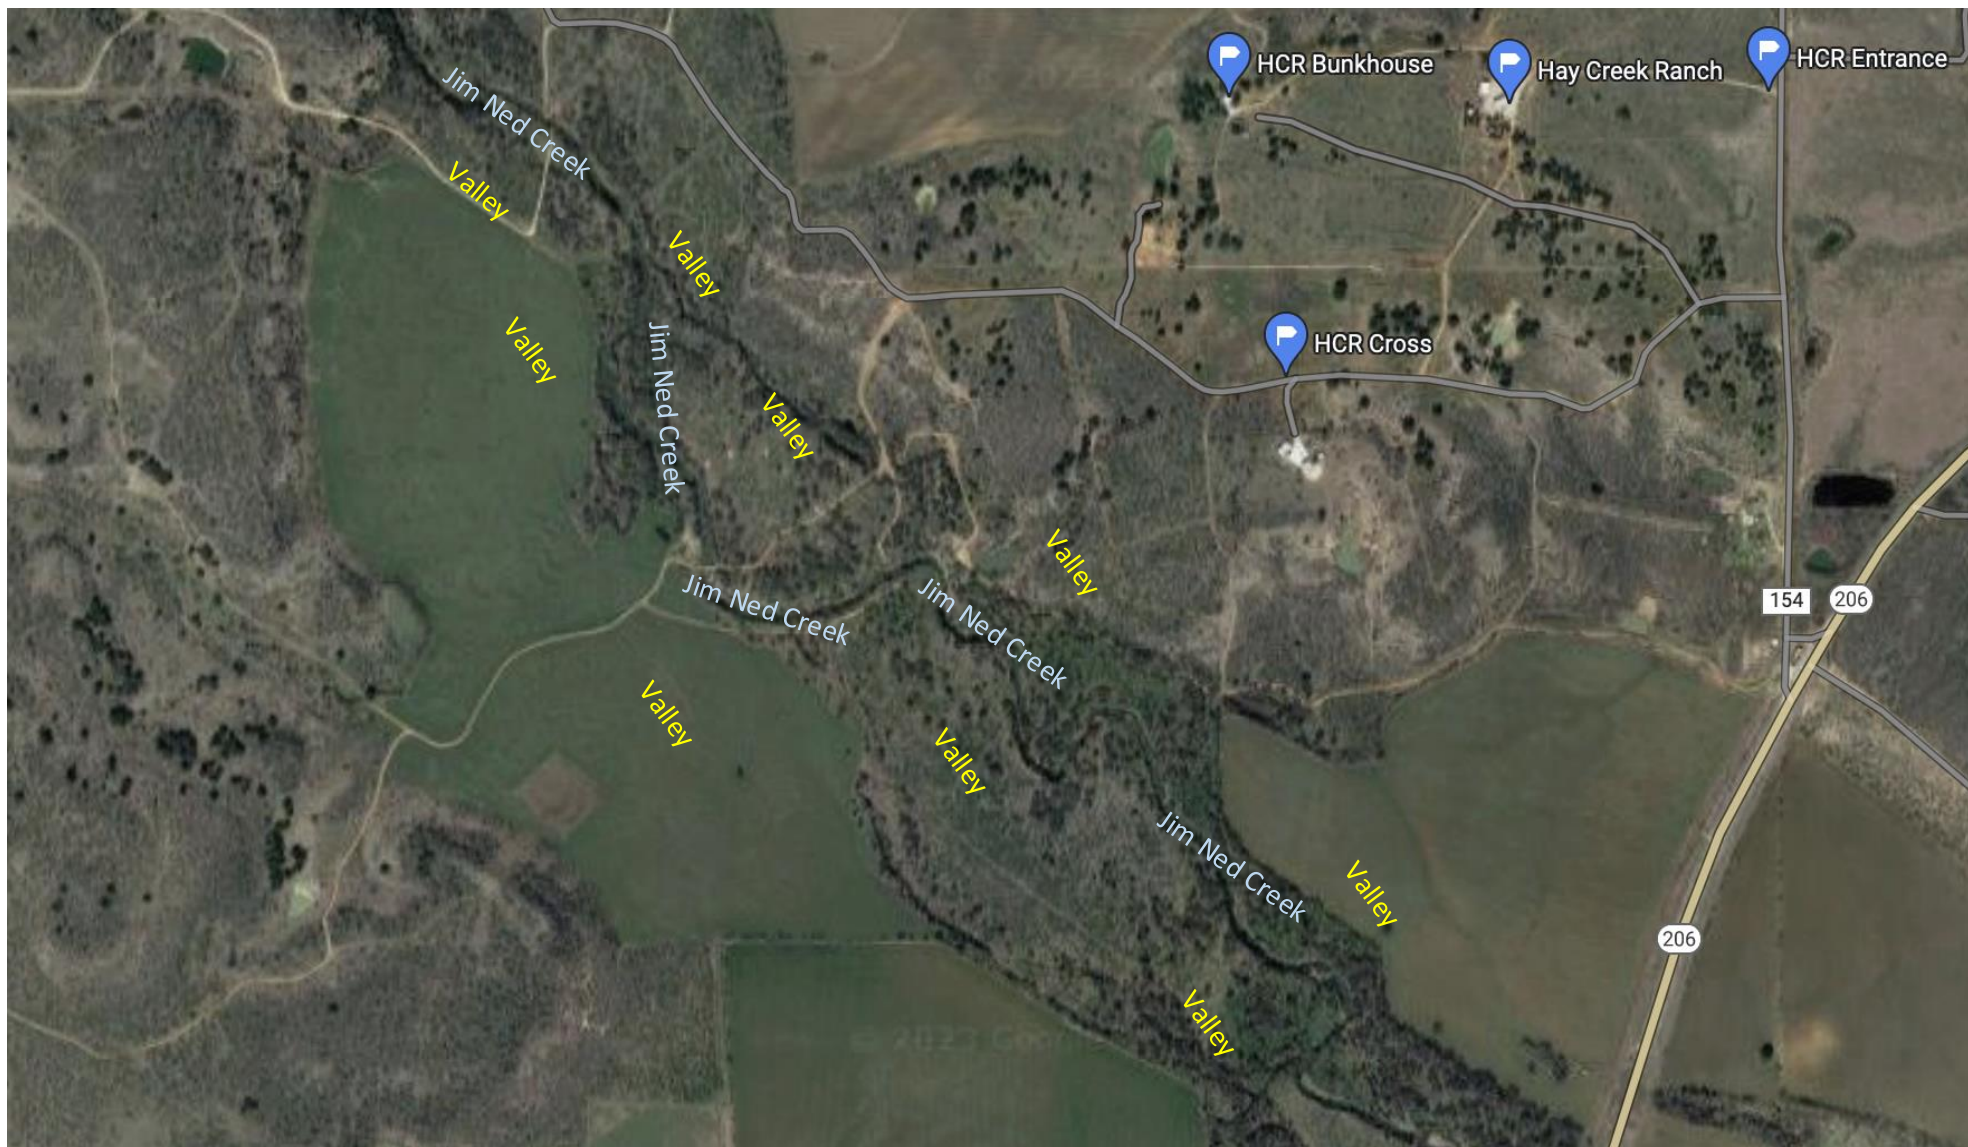 HCR Bunkhouse
Hay Creek Ranch
HCR Entrance
Jim Ned Creek
Valley
Valley
Valley
Jim Ned Creek
HCR Cross
Valley
Valley
Jim Ned Creek
Jim Ned Creek
154
206
Valley
Valley
Jim Ned Creek
Valley
206
Valley